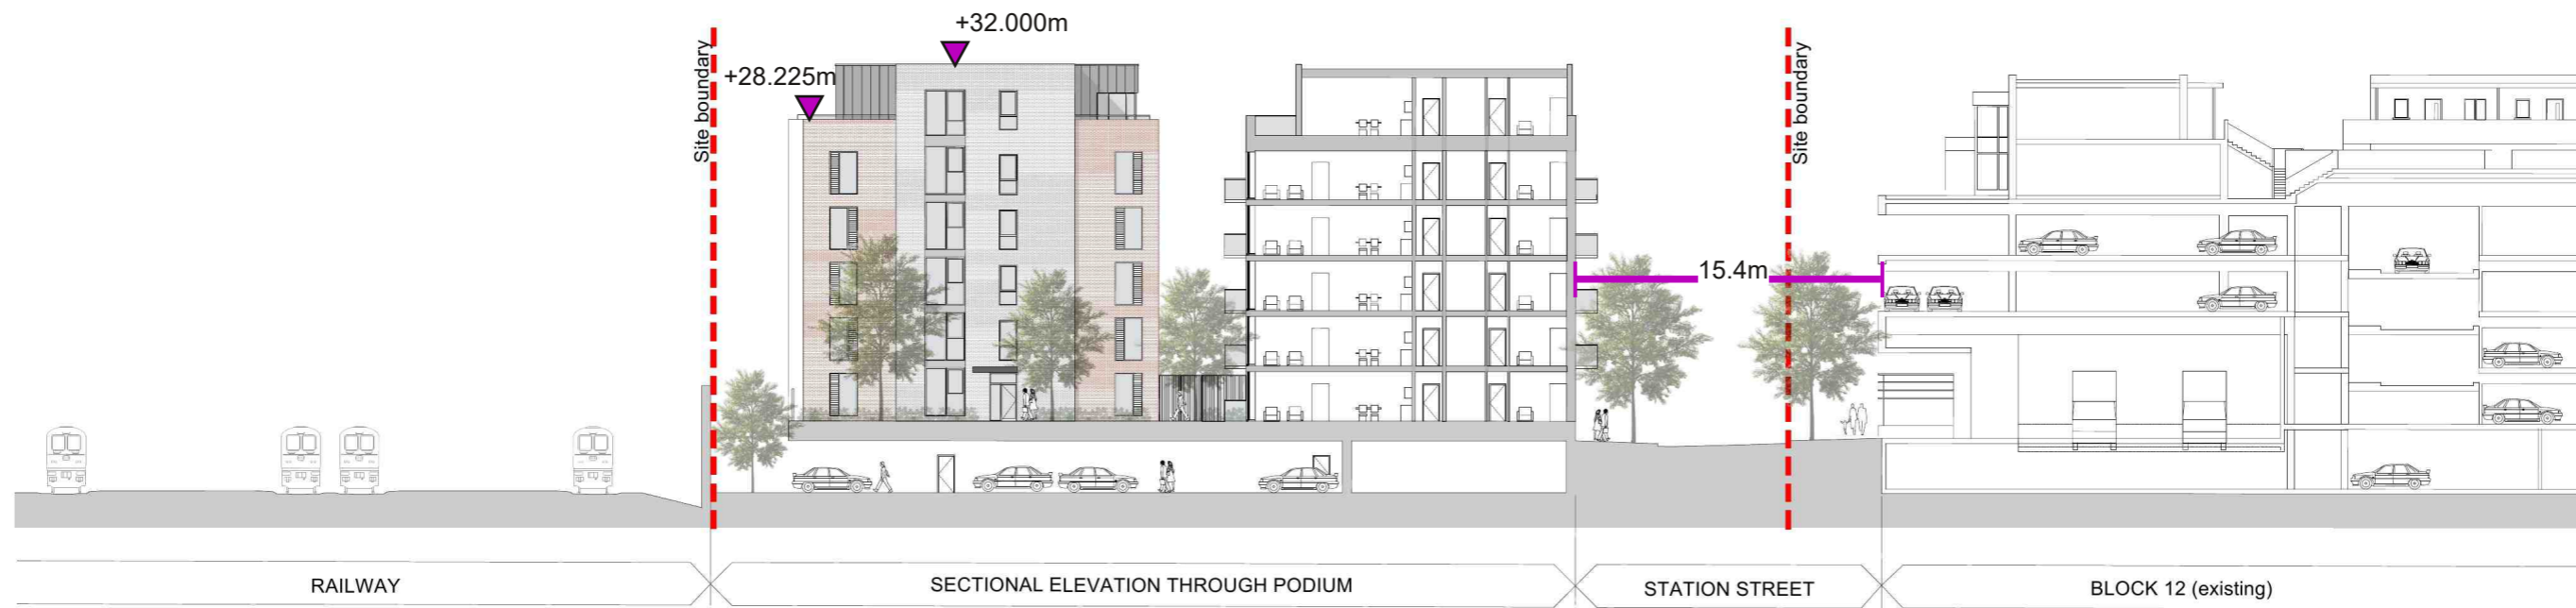 +32.000m
Site boundary
+28.225m
Site boundary
15.4m
RAILWAY
SECTIONAL ELEVATION THROUGH PODIUM
STATION STREET
BLOCK 12 (existing)